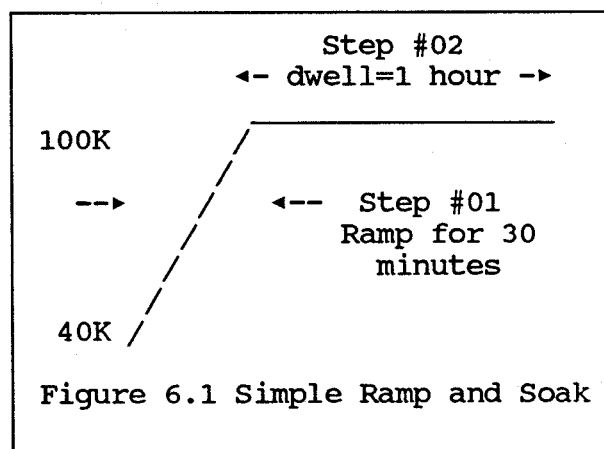 Step #02
dwell=1 hour
100K
Step #01
Ramp for 30
minutes
40K
Figure 6.1 Simple Ramp and Soak